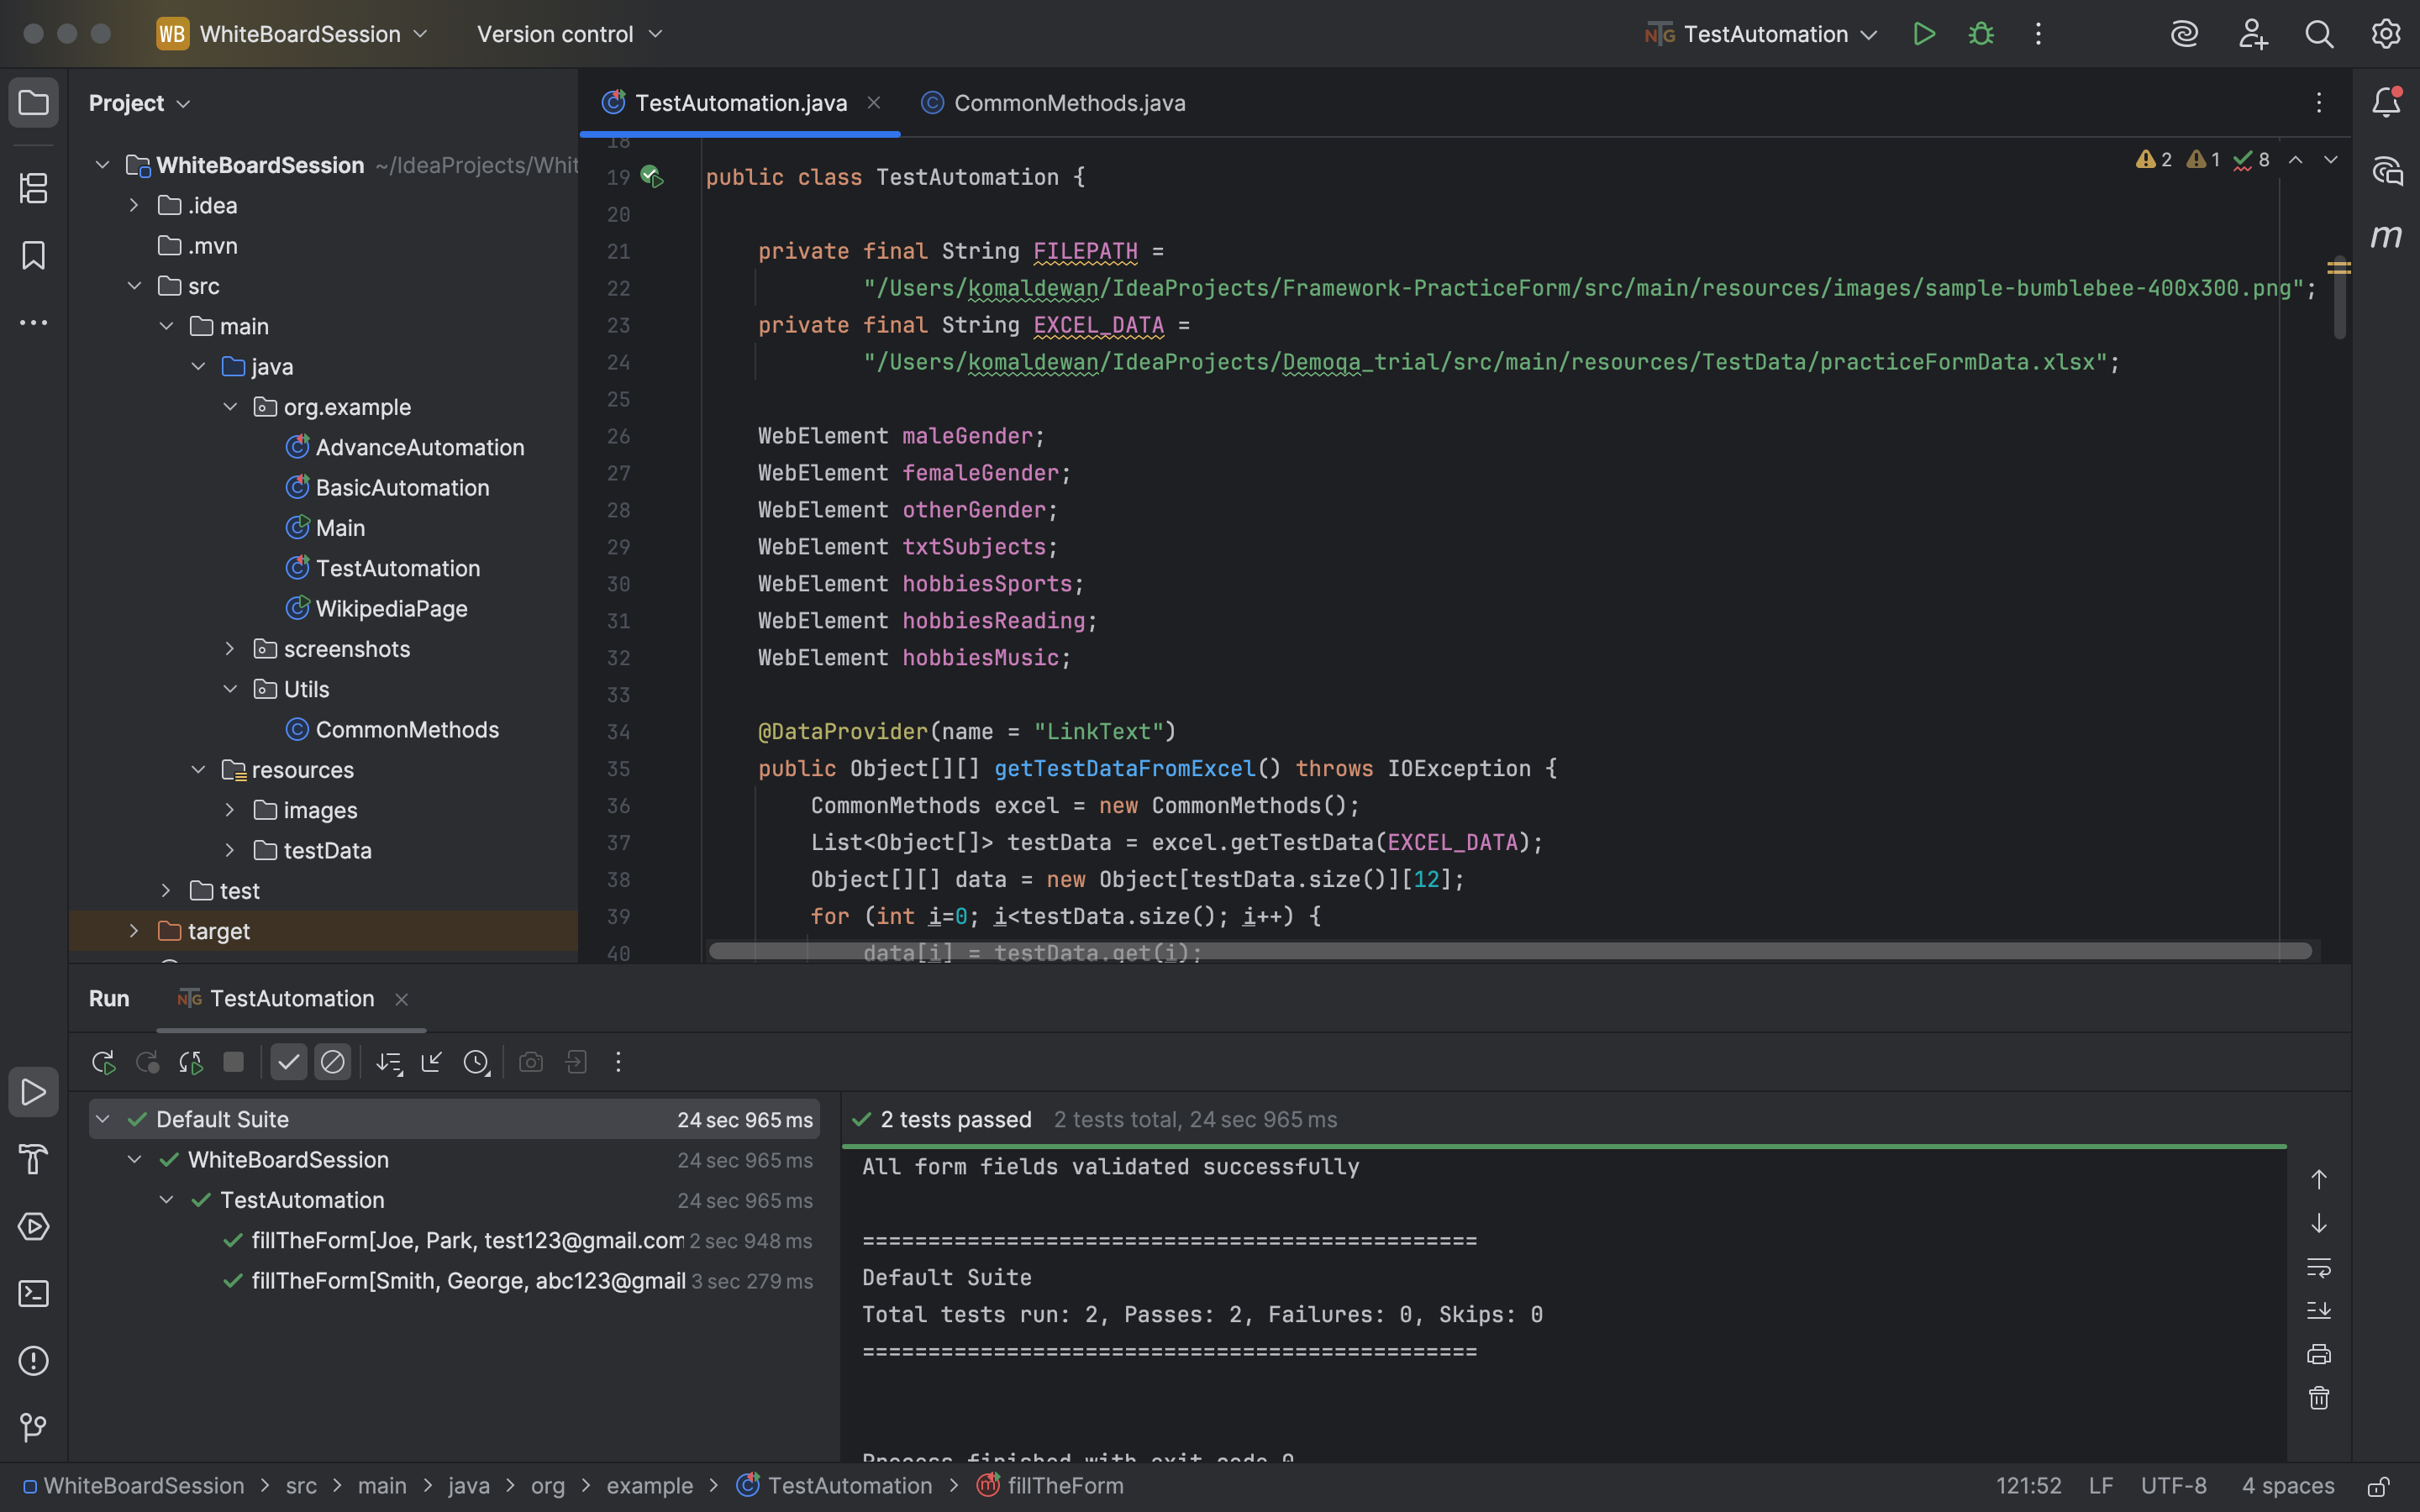 WB WhiteBoardSession Version control TestAutomation
Project
TestAutomation.java CommonMethods.java
WhiteBoardSession ~/IdeaProjects/Whit
.idea
.mvn
src
main
java
org.example
AdvanceAutomation
BasicAutomation
Main
TestAutomation
WikipediaPage
screenshots
Utils
CommonMethods
resources
images
testData
test
target
2 1 8
18
19 public class TestAutomation {
20
21 private final String FILEPATH =
22 "/Users/komaldewan/IdeaProjects/Framework-PracticeForm/src/main/resources/images/sample-bumblebee-400x300.png";
23 private final String EXCEL_DATA =
24 "/Users/komaldewan/IdeaProjects/Demoqa_trial/src/main/resources/TestData/practiceFormData.xlsx";
25
26 WebElement maleGender;
27 WebElement femaleGender;
28 WebElement otherGender;
29 WebElement txtSubjects;
30 WebElement hobbiesSports;
31 WebElement hobbiesReading;
32 WebElement hobbiesMusic;
33
34 @DataProvider(name = "LinkText")
35 public Object[][] getTestDataFromExcel() throws IOException {
36 CommonMethods excel = new CommonMethods();
37 List<Object[]> testData = excel.getTestData(EXCEL_DATA);
38 Object[][] data = new Object[testData.size()][12];
39 for (int i=0; i<testData.size(); i++) {
40 data[i] = testData.get(i);
m
Run TestAutomation
Default Suite 24 sec 965 ms
WhiteBoardSession 24 sec 965 ms
TestAutomation 24 sec 965 ms
fillTheForm[Joe, Park, test123@gmail.com 2 sec 948 ms
fillTheForm[Smith, George, abc123@gmail 3 sec 279 ms
2 tests passed 2 tests total, 24 sec 965 ms
All form fields validated successfully
===============================================
Default Suite
Total tests run: 2, Passes: 2, Failures: 0, Skips: 0
===============================================
Process finished with exit code 0
WhiteBoardSession > src > main > java > org > example > TestAutomation > fillTheForm 121:52 LF UTF-8 4 spaces